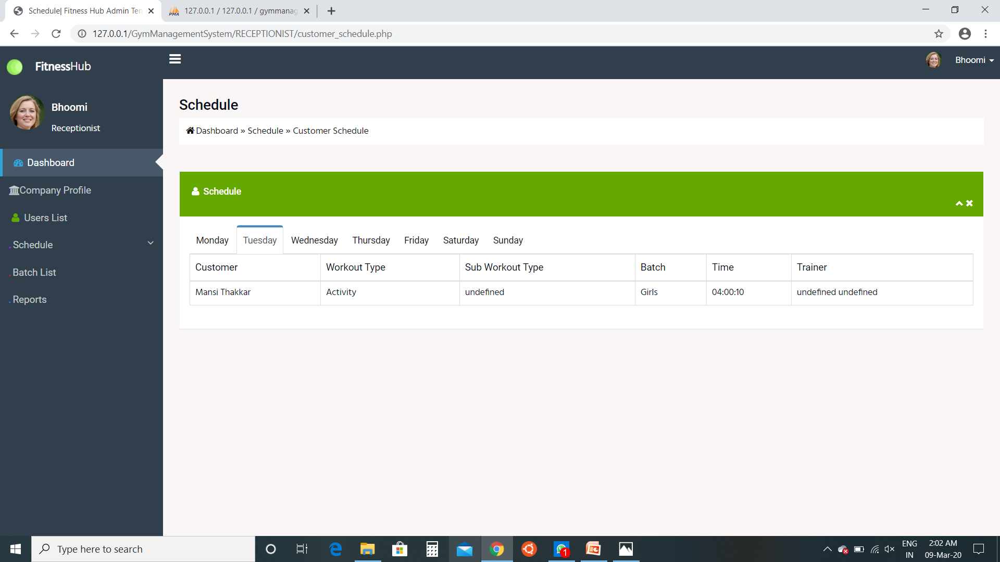 Schedule| Fitness Hub Admin Ten
PMA 127.0.0.1 / 127.0.0.1 / gymmanag
127.0.0.1/GymManagementSystem/RECEPTIONIST/customer_schedule.php
FitnessHub
Bhoomi
Bhoomi
Receptionist
Dashboard
Company Profile
Users List
Schedule
Batch List
Reports
Schedule
Dashboard » Schedule » Customer Schedule
Schedule
Monday Tuesday Wednesday Thursday Friday Saturday Sunday
Customer Workout Type Sub Workout Type Batch Time Trainer
Mansi Thakkar Activity undefined Girls 04:00:10 undefined undefined
Type here to search
1
ENG
IN
2:02 AM
09-Mar-20